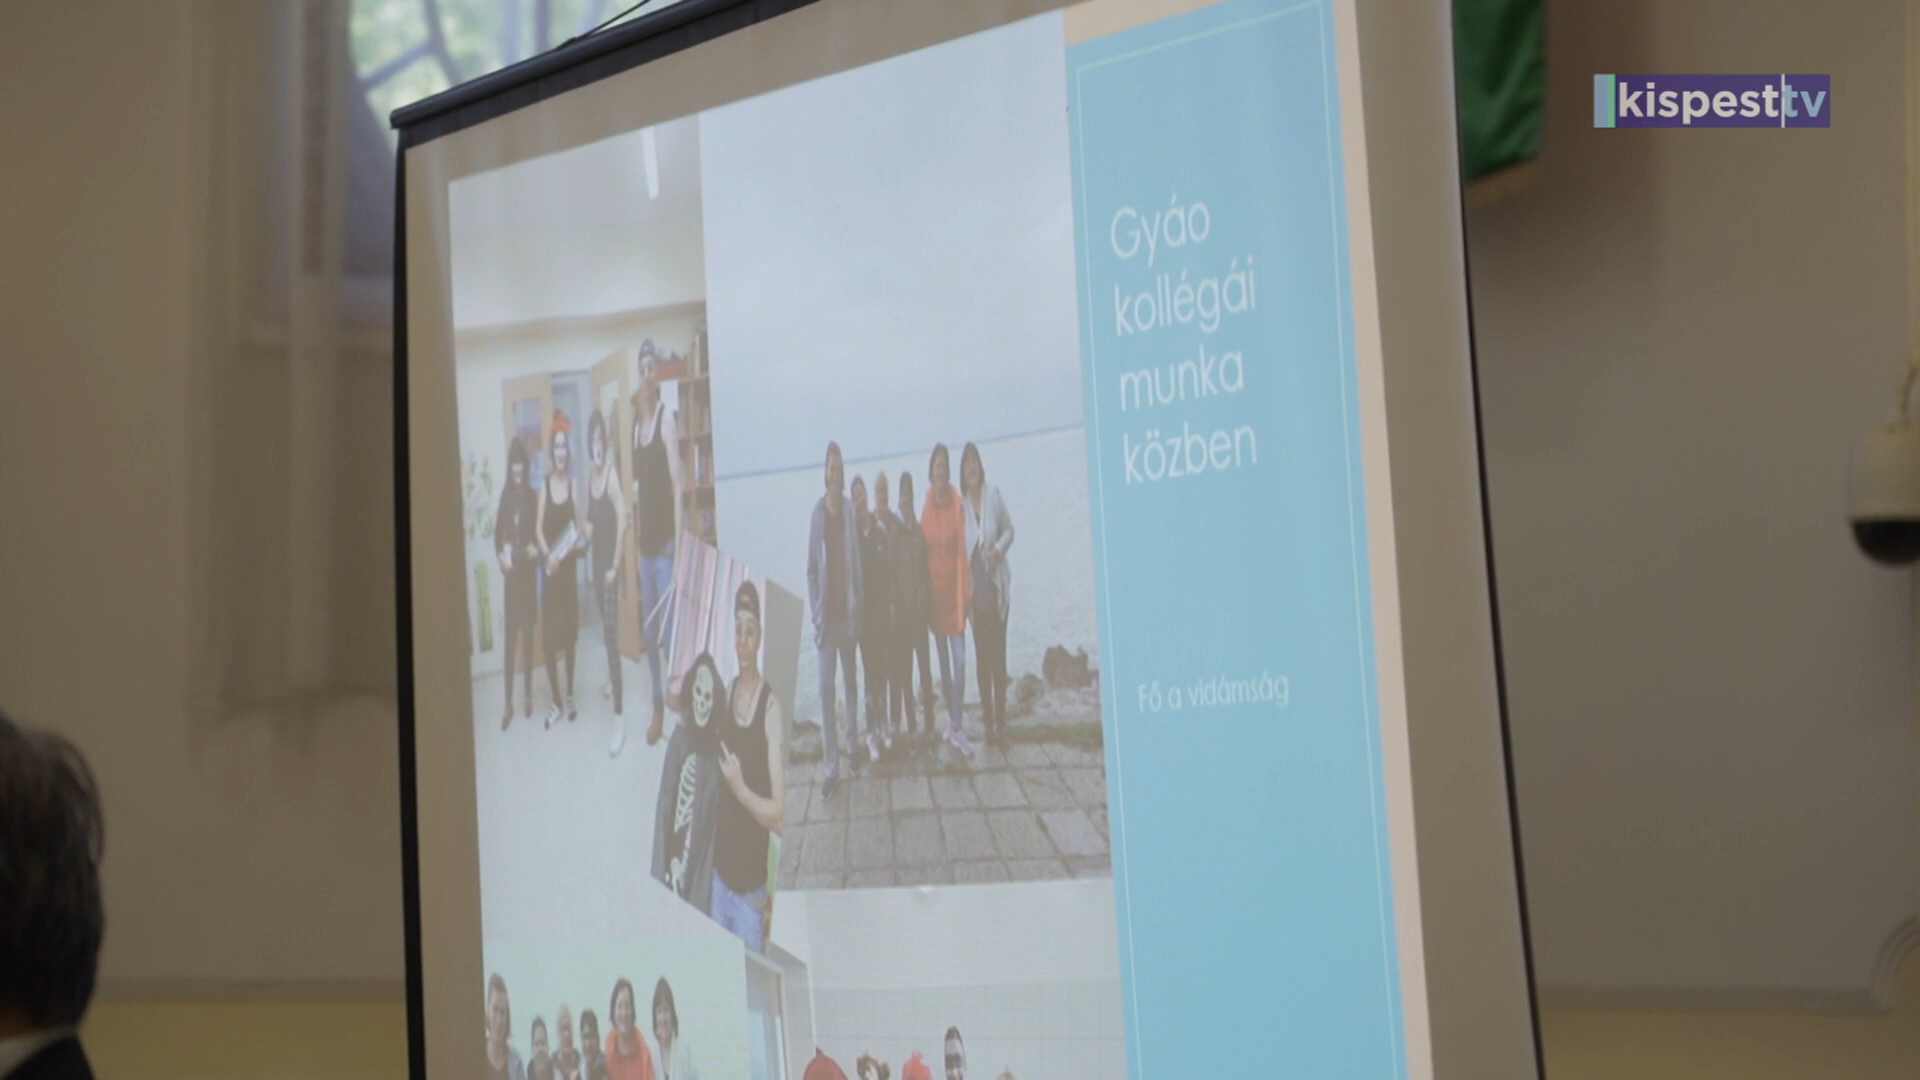 kispest tv
Gyáo
kollégái
munka
közben
Fő a vidámság